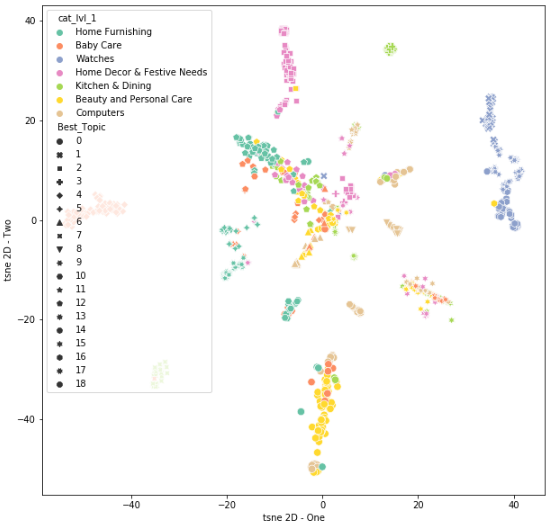 cat_lvl_1
Home Furnishing
Baby Care
Watches
Home Decor & Festive Needs
Kitchen & Dining
Beauty and Personal Care
Computers
Best_Topic
0
1
2
3
4
5
6
7
8
9
10
11
12
13
14
15
16
17
18
40
20
0
−20
−40
tsne 2D - Two
−40
−20
0
20
40
tsne 2D - One